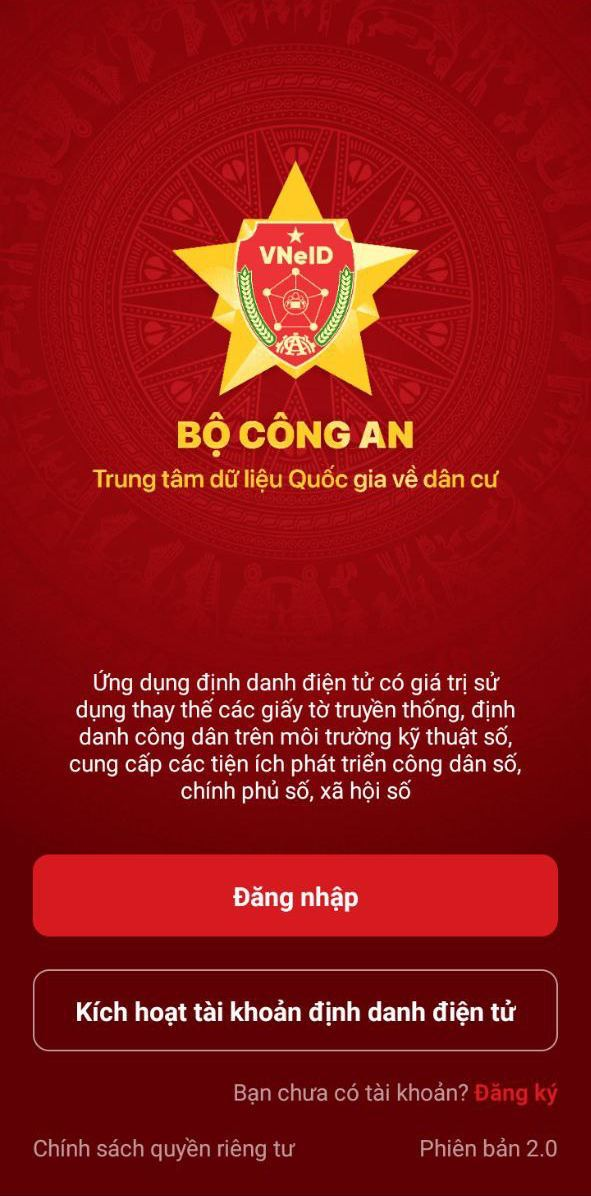 VNeID
BỘ CÔNG AN
Trung tâm dữ liệu Quốc gia về dân cư
Ứng dụng định danh điện tử có giá trị sử
dụng thay thế các giấy tờ truyền thống, định
danh công dân trên môi trường kỹ thuật số,
cung cấp các tiện ích phát triển công dân số,
chính phủ số, xã hội số
Đăng nhập
Kích hoạt tài khoản định danh điện tử
Bạn chưa có tài khoản? Đăng ký
Chính sách quyền riêng tư Phiên bản 2.0